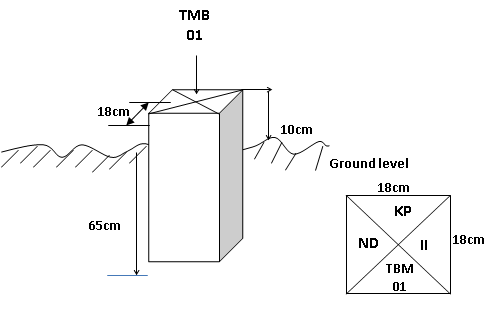 TMB
01
18cm
10cm
Ground level
65cm
18cm
KP
ND
II
18cm
TBM
01